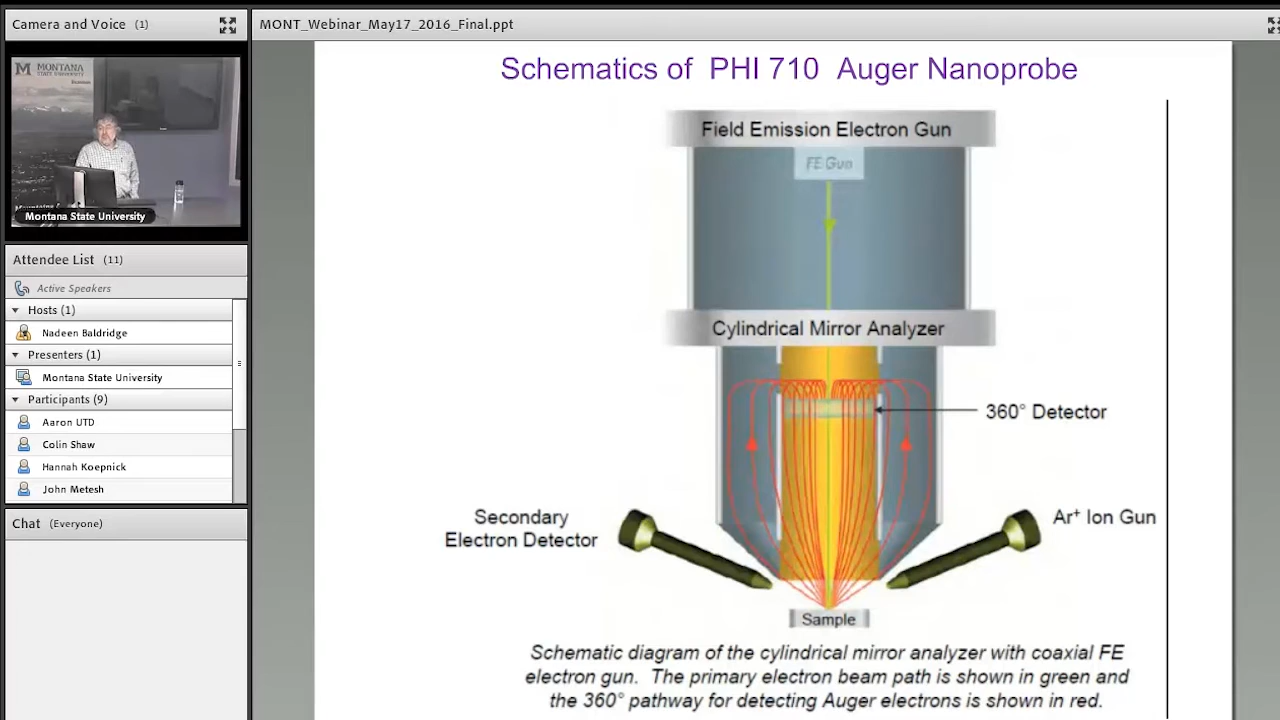 Camera and Voice (1)
MONT_Webinar_May17_2016_Final.ppt
M MONTANA
STATE UNIVERSITY
Montana State University
Attendee List (11)
Active Speakers
Hosts (1)
Nadeen Baldridge
Presenters (1)
Montana State University
Participants (9)
Aaron UTD
Colin Shaw
Hannah Koepnick
John Metesh
Chat (Everyone)
Schematics of PHI 710 Auger Nanoprobe
Field Emission Electron Gun
FE Gun
Cylindrical Mirror Analyzer
360° Detector
Secondary
Electron Detector
Ar⁺ Ion Gun
Sample
Schematic diagram of the cylindrical mirror analyzer with coaxial FE
electron gun. The primary electron beam path is shown in green and
the 360° pathway for detecting Auger electrons is shown in red.